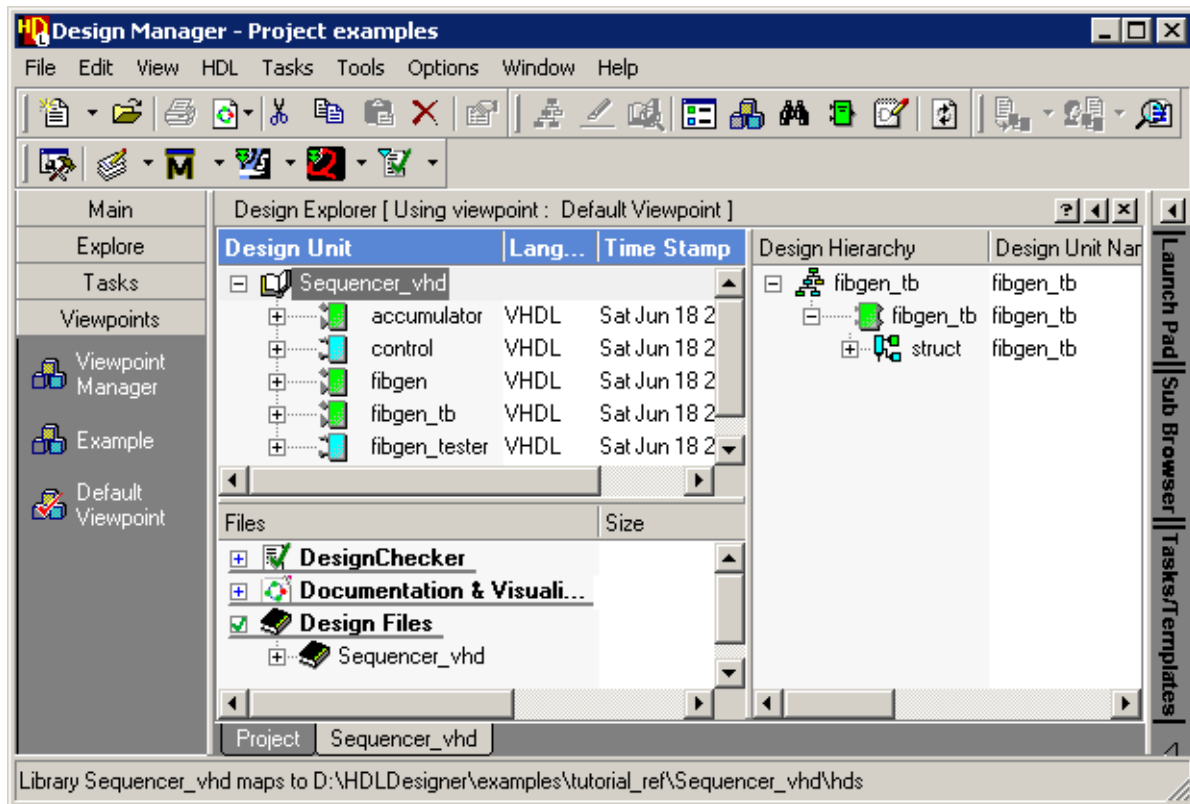 Design Manager - Project examples
File Edit View HDL Tasks Tools Options Window Help
Main
Explore
Tasks
Viewpoints
Viewpoint
Manager
Example
Default
Viewpoint
Design Explorer [ Using viewpoint : Default Viewpoint ]
Design Unit Lang... Time Stamp
Sequencer_vhd
accumulator VHDL Sat Jun 18 2
control VHDL Sat Jun 18 2
fibgen VHDL Sat Jun 18 2
fibgen_tb VHDL Sat Jun 18 2
fibgen_tester VHDL Sat Jun 18 2
Files Size
DesignChecker
Documentation & Visuali...
Design Files
Sequencer_vhd
Design Hierarchy Design Unit Nar
fibgen_tb fibgen_tb
fibgen_tb fibgen_tb
struct fibgen_tb
Launch Pad
Sub Browser
Tasks/Templates
Project Sequencer_vhd
Library Sequencer_vhd maps to D:\HDLDesigner\examples\tutorial_ref\Sequencer_vhd\hds